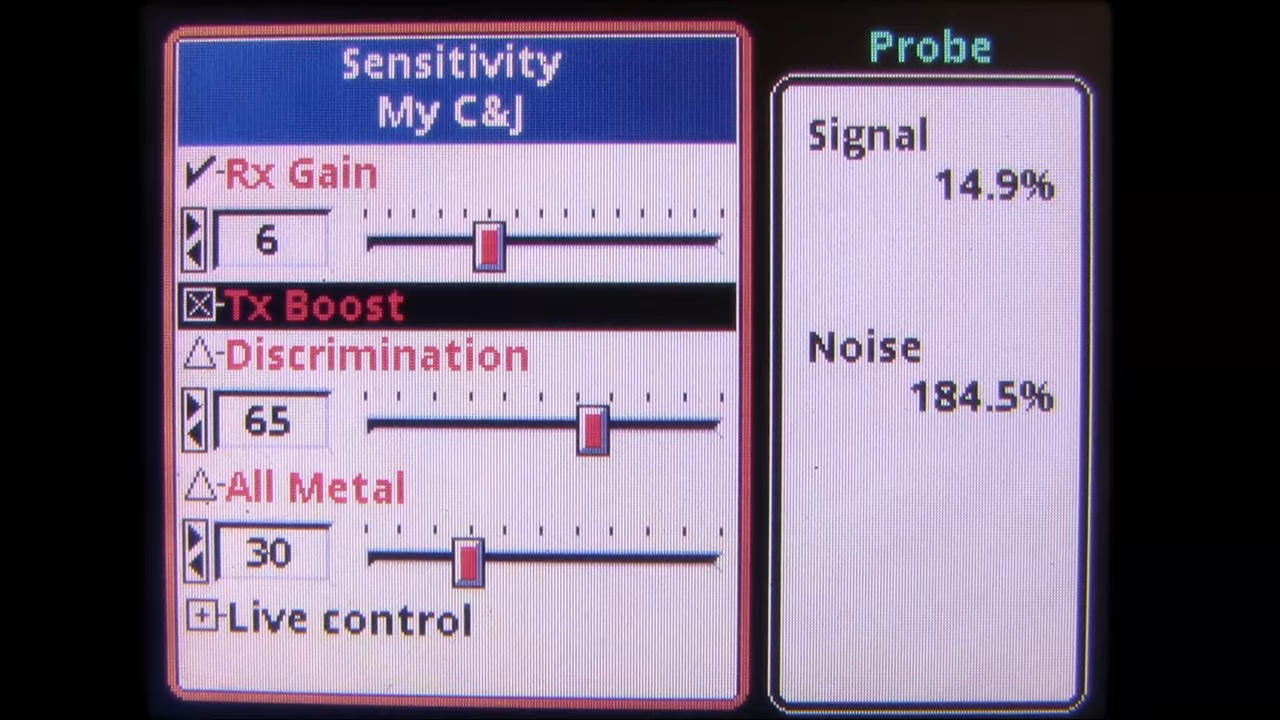 Sensitivity
My C&J
Rx Gain
6
Tx Boost
Discrimination
65
All Metal
30
Live control
Probe
Signal
14.9%
Noise
184.5%